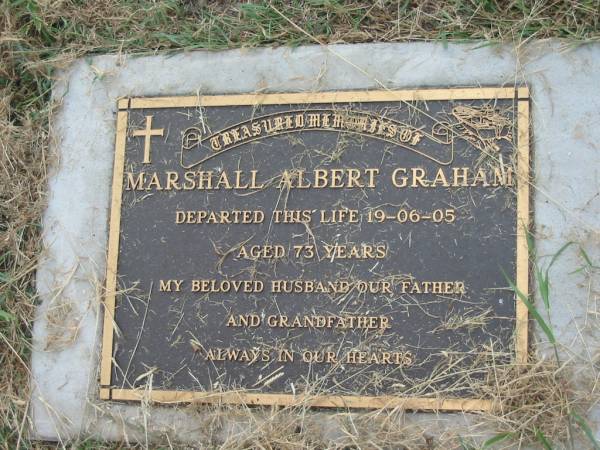 TREASURED MEMORIES OF
MARSHALL ALBERT GRAHAM
DEPARTED THIS LIFE 19-06-05
AGED 73 YEARS
MY BELOVED HUSBAND OUR FATHER
AND GRANDFATHER
ALWAYS IN OUR HEARTS